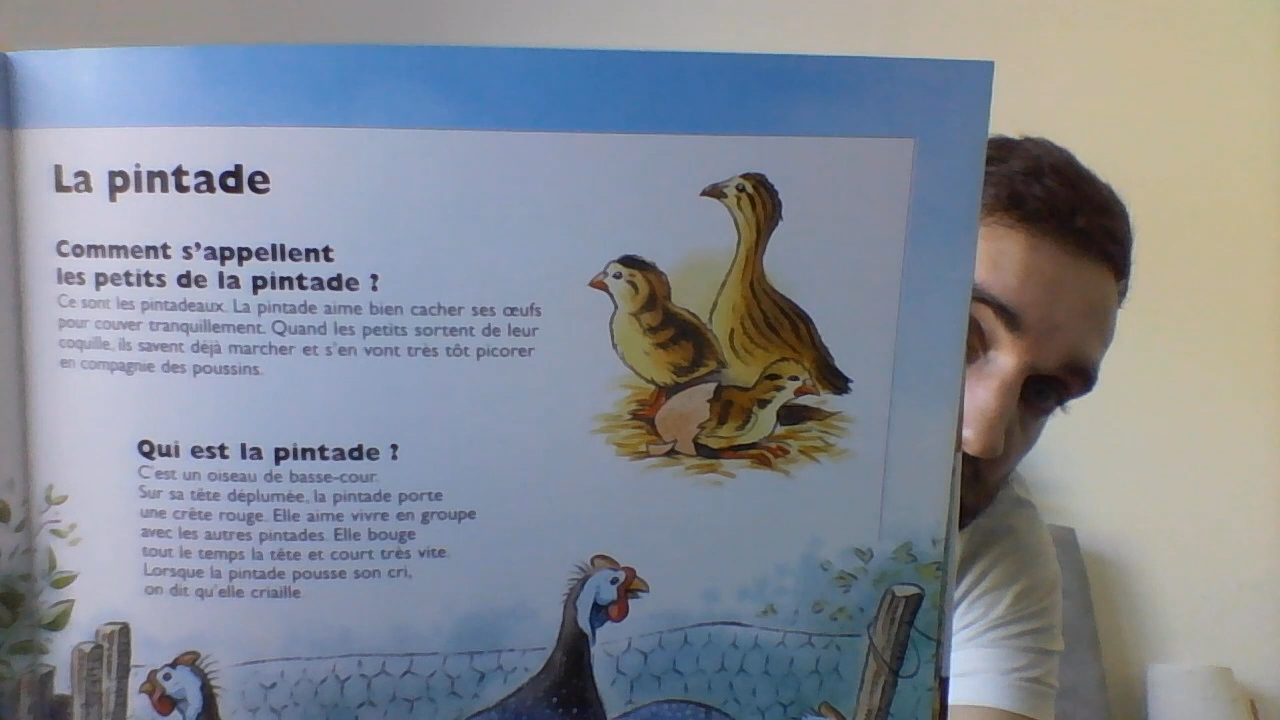 La pintade
Comment s'appellent
les petits de la pintade ?
Ce sont les pintadeaux. La pintade aime bien cacher ses œufs
pour couver tranquillement. Quand les petits sortent de leur
coquille, ils savent déjà marcher et s'en vont très tôt picorer
en compagnie des poussins.
Qui est la pintade ?
C'est un oiseau de basse-cour.
Sur sa tête déplumée, la pintade porte
une crête rouge. Elle aime vivre en groupe
avec les autres pintades. Elle bouge
tout le temps la tête et court très vite.
Lorsque la pintade pousse son cri,
on dit qu'elle criaille.